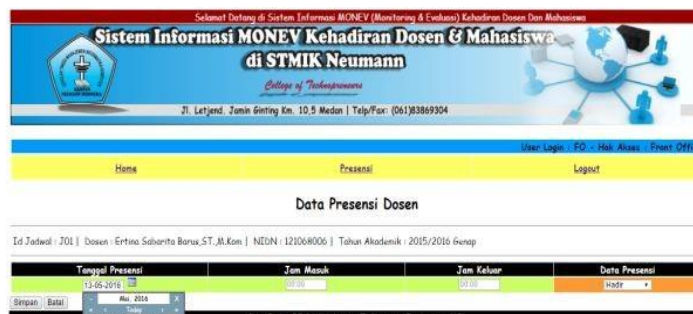 Selamat Datang di Sistem Informasi MONEV (Monitoring & Evaluasi) Kehadiran Dosen Dan Mahasiswa
Sistem Informasi MONEV Kehadiran Dosen & Mahasiswa
di STMIK Neumann
College of Technopreneurs
Jl. Letjend. Jamin Ginting Km. 10,5 Medan | Telp/Fax: (061)83869304
User Login : FO - Hak Akses : Front Offi
Home Presensi Logout
Data Presensi Dosen
Id Jadwal : J01 | Dosen : Ertina Sabarita Barus,ST.,M.Kom | NIDN : 121068006 | Tahun Akademik : 2015/2016 Genap
Tanggal Presensi Jam Masuk Jam Keluar Data Presensi
13-05-2016 00:00 00:00 Hadir
Simpan Batal - Mei, 2016 X
« ‹ Today › »